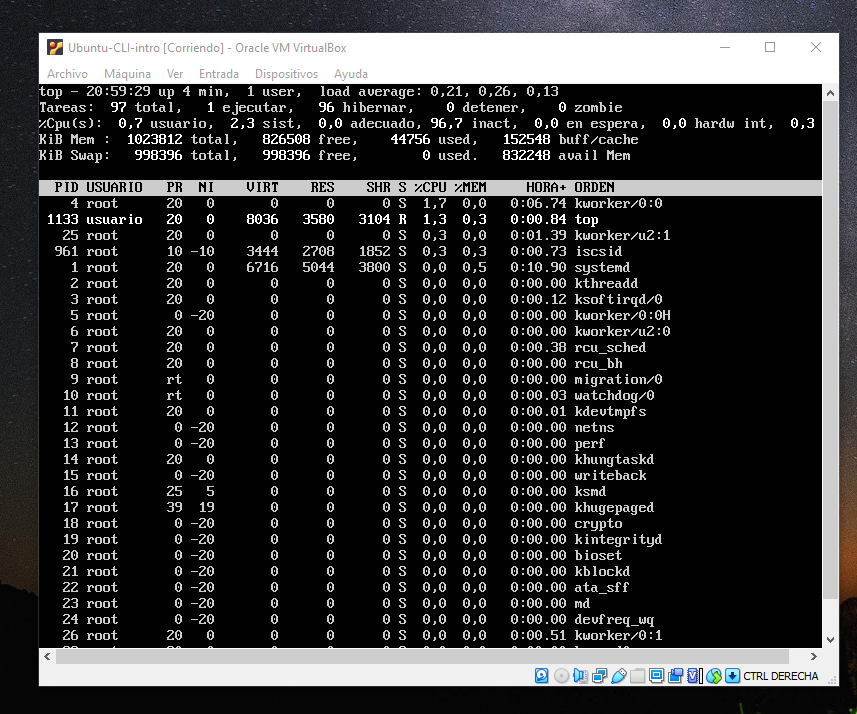 Ubuntu-CLI-intro [Corriendo] - Oracle VM VirtualBox
Archivo Máquina Ver Entrada Dispositivos Ayuda
top - 20:59:29 up 4 min, 1 user, load average: 0,21, 0,26, 0,13
Tareas: 97 total, 1 ejecutar, 96 hibernar, 0 detener, 0 zombie
%Cpu(s): 0,7 usuario, 2,3 sist, 0,0 adecuado, 96,7 inact, 0,0 en espera, 0,0 hardw int, 0,3
KiB Mem : 1023812 total, 826508 free, 44756 used, 152548 buff/cache
KiB Swap: 998396 total, 998396 free, 0 used. 832248 avail Mem
PID USUARIO PR NI VIRT RES SHR S %CPU %MEM HORA+ ORDEN
4 root 20 0 0 0 0 S 1,7 0,0 0:06.74 kworker/0:0
1133 usuario 20 0 8036 3580 3104 R 1,3 0,3 0:00.84 top
25 root 20 0 0 0 0 S 0,3 0,0 0:01.39 kworker/u2:1
961 root 10 -10 3444 2708 1852 S 0,3 0,3 0:00.73 iscsid
1 root 20 0 6716 5044 3800 S 0,0 0,5 0:10.90 systemd
2 root 20 0 0 0 0 S 0,0 0,0 0:00.00 kthreadd
3 root 20 0 0 0 0 S 0,0 0,0 0:00.12 ksoftirqd/0
5 root 0 -20 0 0 0 S 0,0 0,0 0:00.00 kworker/0:0H
6 root 20 0 0 0 0 S 0,0 0,0 0:00.00 kworker/u2:0
7 root 20 0 0 0 0 S 0,0 0,0 0:00.38 rcu_sched
8 root 20 0 0 0 0 S 0,0 0,0 0:00.00 rcu_bh
9 root rt 0 0 0 0 S 0,0 0,0 0:00.00 migration/0
10 root rt 0 0 0 0 S 0,0 0,0 0:00.03 watchdog/0
11 root 20 0 0 0 0 S 0,0 0,0 0:00.01 kdevtmpfs
12 root 0 -20 0 0 0 S 0,0 0,0 0:00.00 netns
13 root 0 -20 0 0 0 S 0,0 0,0 0:00.00 perf
14 root 20 0 0 0 0 S 0,0 0,0 0:00.00 khungtaskd
15 root 0 -20 0 0 0 S 0,0 0,0 0:00.00 writeback
16 root 25 5 0 0 0 S 0,0 0,0 0:00.00 ksmd
17 root 39 19 0 0 0 S 0,0 0,0 0:00.00 khugepaged
18 root 0 -20 0 0 0 S 0,0 0,0 0:00.00 crypto
19 root 0 -20 0 0 0 S 0,0 0,0 0:00.00 kintegrityd
20 root 0 -20 0 0 0 S 0,0 0,0 0:00.00 bioset
21 root 0 -20 0 0 0 S 0,0 0,0 0:00.00 kblockd
22 root 0 -20 0 0 0 S 0,0 0,0 0:00.00 ata_sff
23 root 0 -20 0 0 0 S 0,0 0,0 0:00.00 md
24 root 0 -20 0 0 0 S 0,0 0,0 0:00.00 devfreq_wq
26 root 20 0 0 0 0 S 0,0 0,0 0:00.51 kworker/0:1
CTRL DERECHA